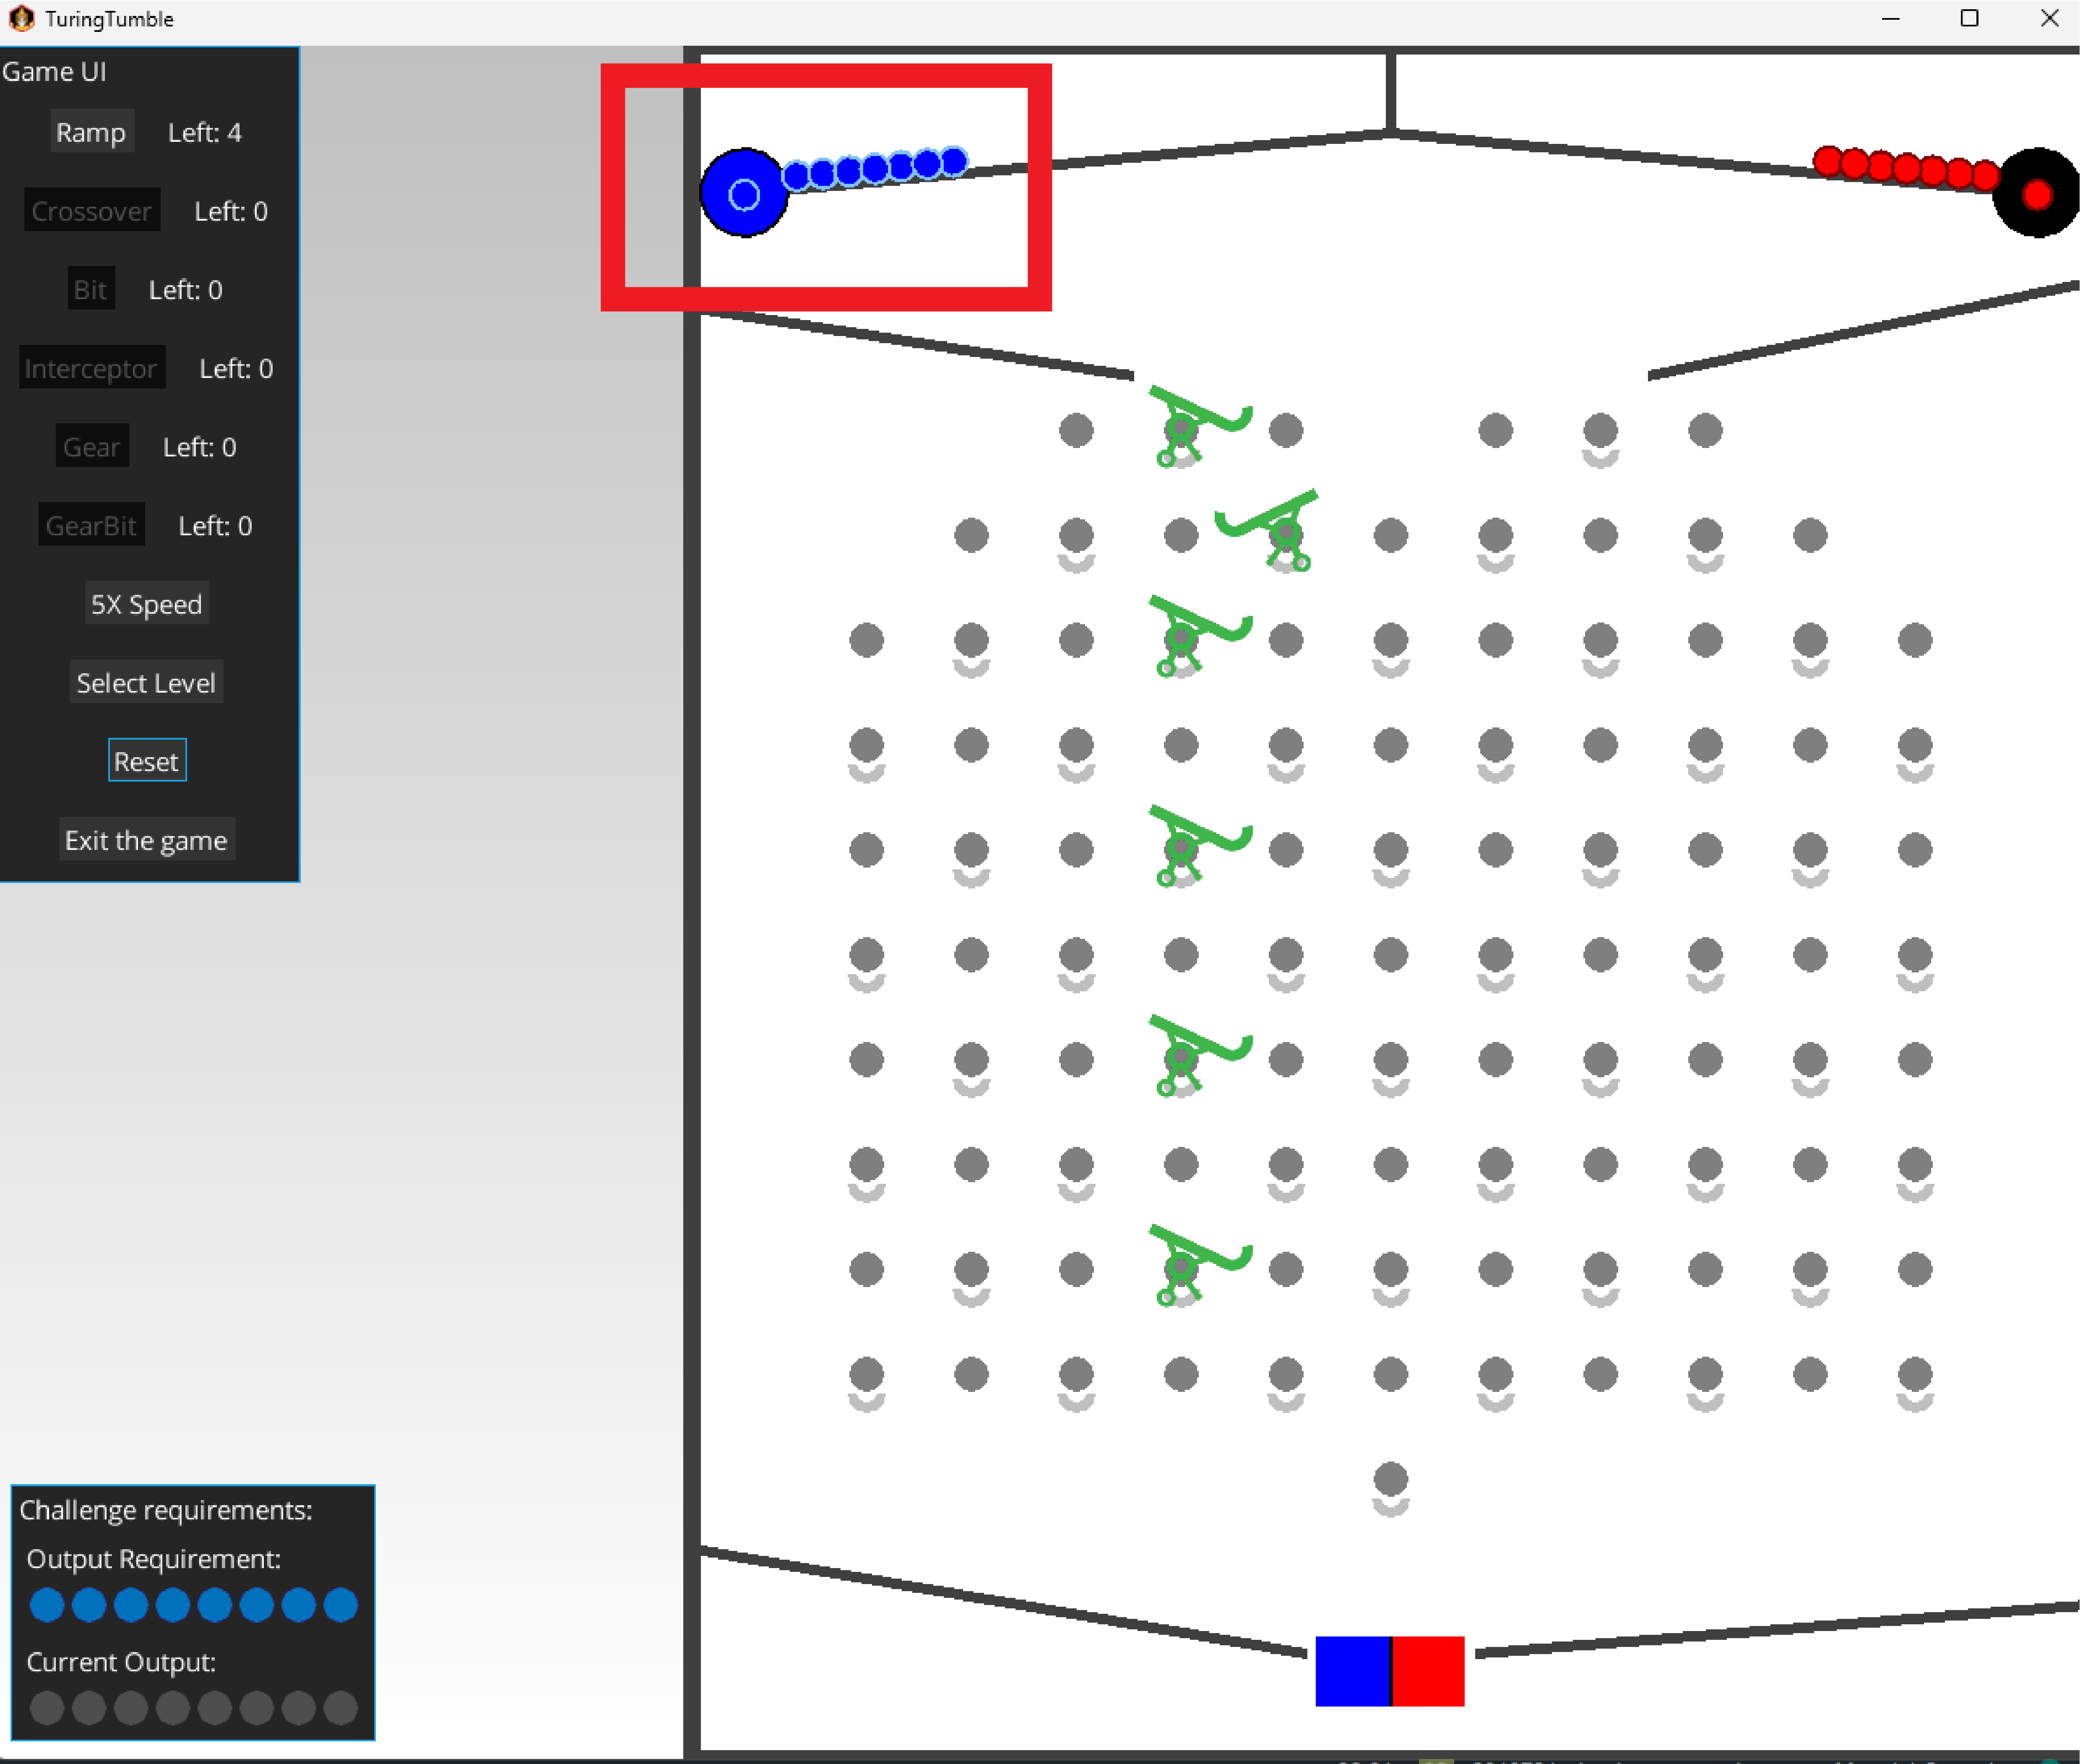 TuringTumble
Game UI
Ramp Left: 4
Crossover Left: 0
Bit Left: 0
Interceptor Left: 0
Gear Left: 0
GearBit Left: 0
5X Speed
Select Level
Reset
Exit the game
Challenge requirements:
Output Requirement:
Current Output: